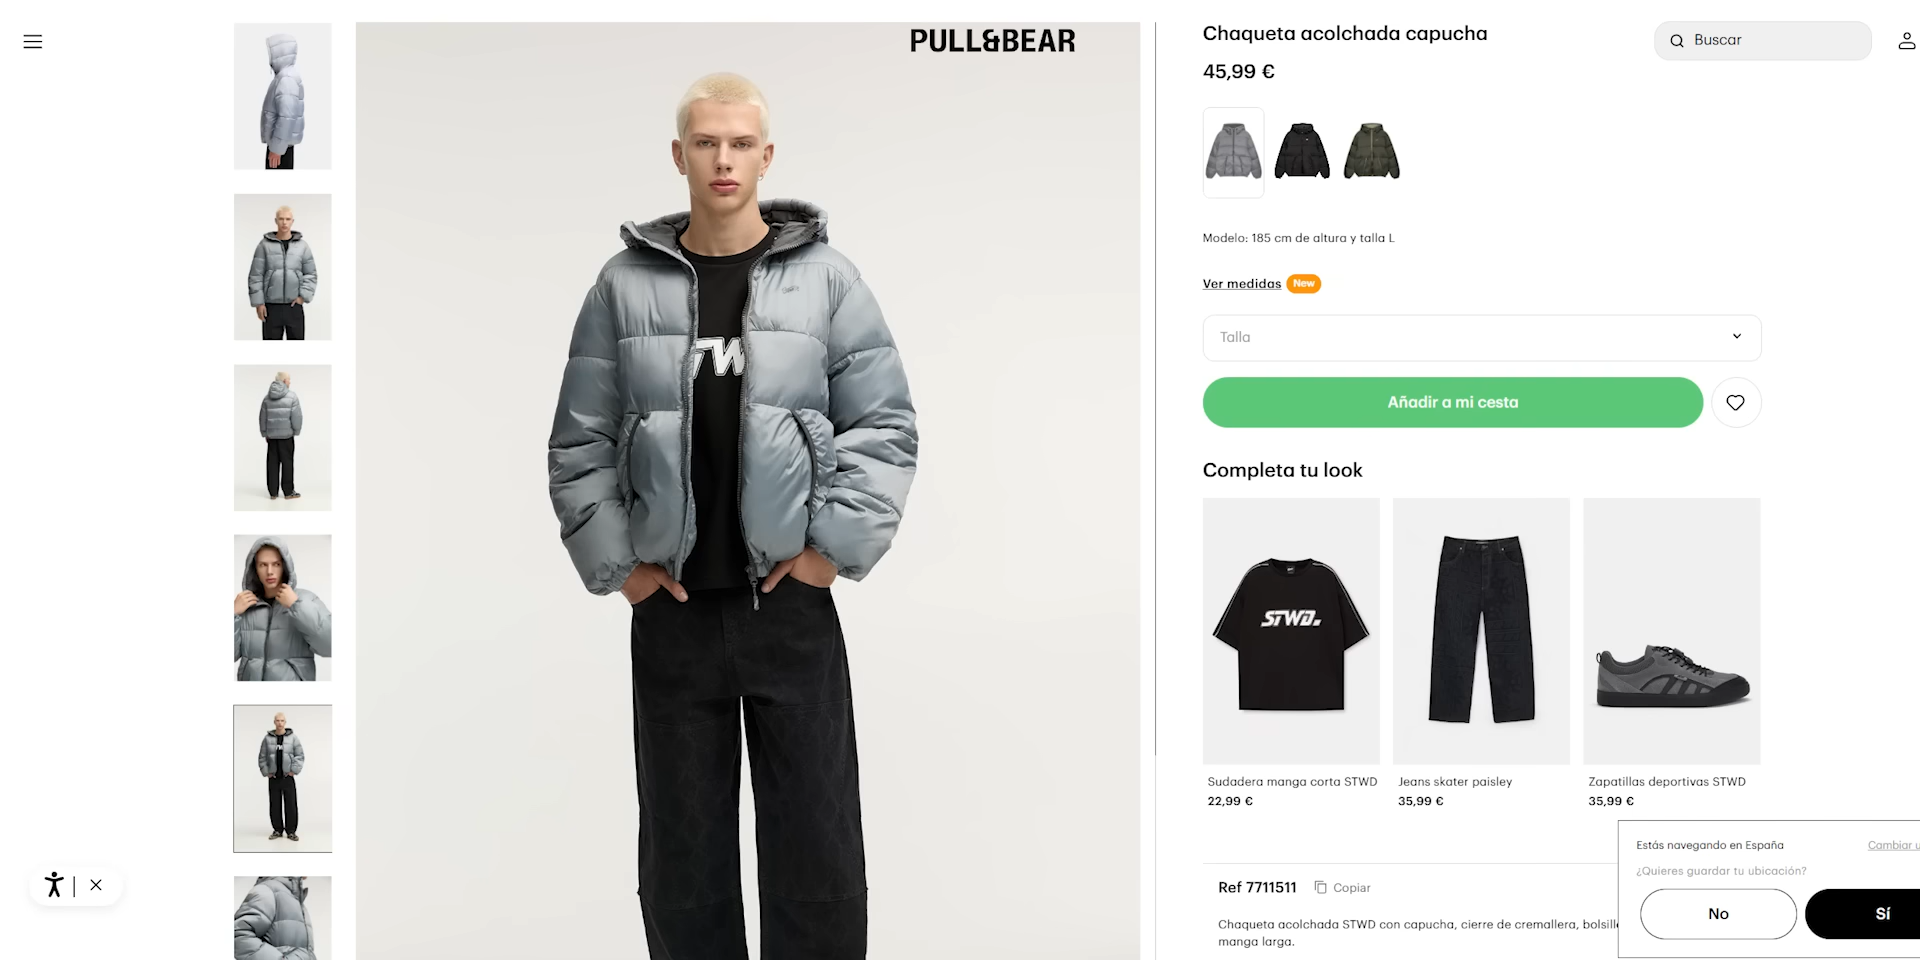 PULL&BEAR
Chaqueta acolchada capucha
Buscar
45,99 €
Modelo: 185 cm de altura y talla L
Ver medidas New
Talla
Añadir a mi cesta
TW
Completa tu look
STWD.
Sudadera manga corta STWD
22,99 €
Jeans skater paisley
35,99 €
Zapatillas deportivas STWD
35,99 €
Estás navegando en España
Cambiar u
¿Quieres guardar tu ubicación?
No
Sí
Ref 7711511 Copiar
Chaqueta acolchada STWD con capucha, cierre de cremallera, bolsill
manga larga.